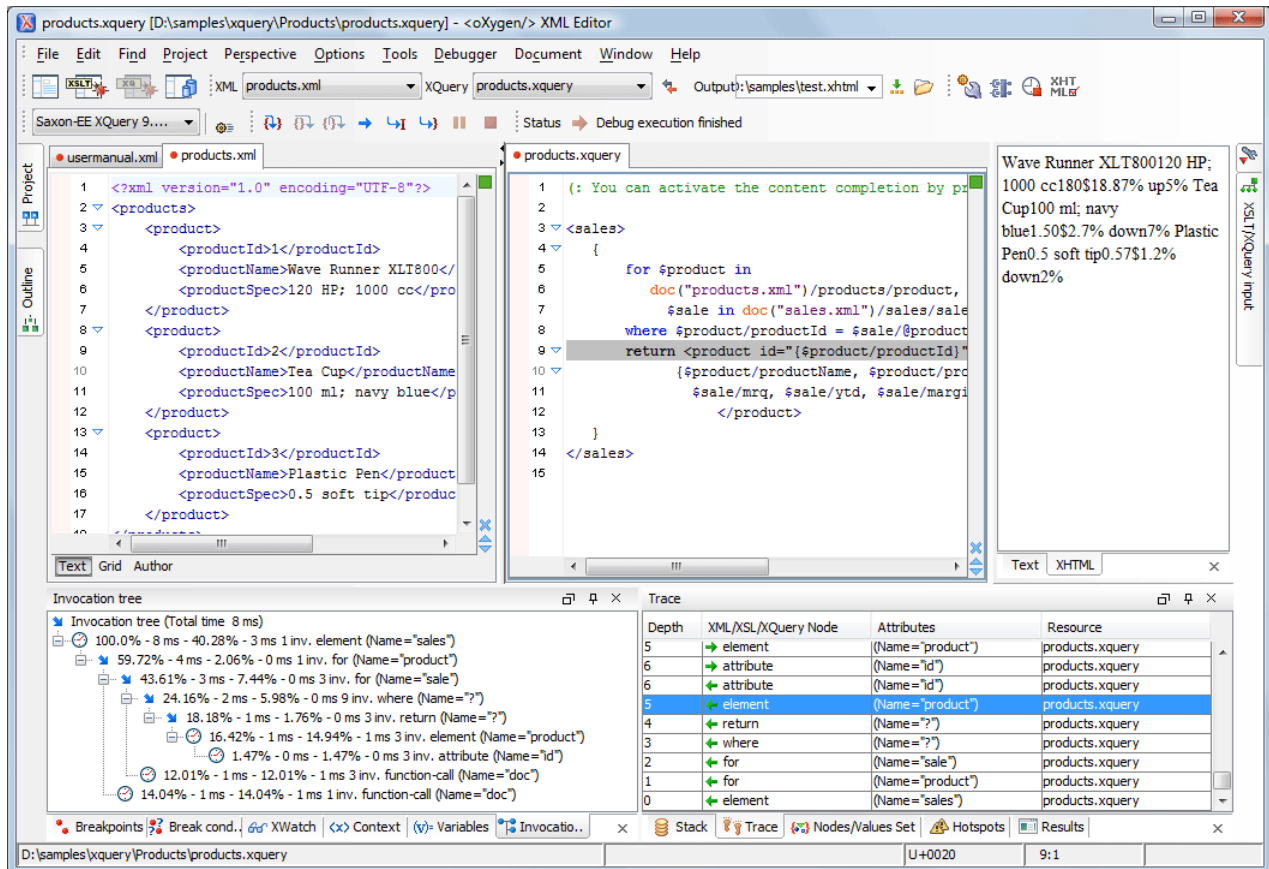 products.xquery [D:\samples\xquery\Products\products.xquery] - <oXygen/> XML Editor
File Edit Find Project Perspective Options Tools Debugger Document Window Help
XSLT XQ XML products.xml XQuery products.xquery Output: :\samples\test.xhtml XHT ML
Saxon-EE XQuery 9.... Status Debug execution finished
Project
Outline
usermanual.xml products.xml
1 <?xml version="1.0" encoding="UTF-8"?>
2 <products>
3 <product>
4 <productId>1</productId>
5 <productName>Wave Runner XLT800</
6 <productSpec>120 HP; 1000 cc</pro
7 </product>
8 <product>
9 <productId>2</productId>
10 <productName>Tea Cup</productName
11 <productSpec>100 ml; navy blue</p
12 </product>
13 <product>
14 <productId>3</productId>
15 <productName>Plastic Pen</product
16 <productSpec>0.5 soft tip</produc
17 </product>
Text Grid Author
products.xquery
1 (: You can activate the content completion by pr
2
3 <sales>
4 {
5 for $product in
6 doc("products.xml")/products/product,
7 $sale in doc("sales.xml")/sales/sale
8 where $product/productId = $sale/@product
9 return <product id="{$product/productId}"
10 {$product/productName, $product/pro
11 $sale/mrq, $sale/ytd, $sale/margi
12 </product>
13 }
14 </sales>
15
Wave Runner XLT800120 HP;
1000 cc180$18.87% up5% Tea
Cup100 ml; navy
blue1.50$2.7% down7% Plastic
Pen0.5 soft tip0.57$1.2%
down2%
Text XHTML
XSLT/XQuery input
Invocation tree
Invocation tree (Total time 8 ms)
100.0% - 8 ms - 40.28% - 3 ms 1 inv. element (Name="sales")
59.72% - 4 ms - 2.06% - 0 ms 1 inv. for (Name="product")
43.61% - 3 ms - 7.44% - 0 ms 3 inv. for (Name="sale")
24.16% - 2 ms - 5.98% - 0 ms 9 inv. where (Name="?")
18.18% - 1 ms - 1.76% - 0 ms 3 inv. return (Name="?")
16.42% - 1 ms - 14.94% - 1 ms 3 inv. element (Name="product")
1.47% - 0 ms - 1.47% - 0 ms 3 inv. attribute (Name="id")
12.01% - 1 ms - 12.01% - 1 ms 3 inv. function-call (Name="doc")
14.04% - 1 ms - 14.04% - 1 ms 1 inv. function-call (Name="doc")
Breakpoints Break cond.. XWatch Context Variables Invocatio..
Trace
Depth XML/XSL/XQuery Node Attributes Resource
5 element (Name="product") products.xquery
6 attribute (Name="id") products.xquery
6 attribute (Name="id") products.xquery
5 element (Name="product") products.xquery
4 return (Name="?") products.xquery
3 where (Name="?") products.xquery
2 for (Name="sale") products.xquery
1 for (Name="product") products.xquery
0 element (Name="sales") products.xquery
Stack Trace Nodes/Values Set Hotspots Results
D:\samples\xquery\Products\products.xquery U+0020 9:1